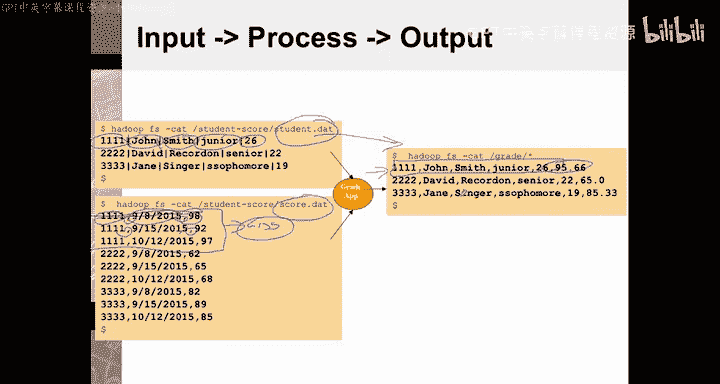 Input -> Process -> Output
bilibili
$ hadoop fs -cat /student-score/student.dat
1111|John|Smith|junior|26
2222|David|Recordon|senior|22
3333|Jane|Singer|ssophomore|19
$
$ hadoop fs -cat /student-score/score.dat
1111,9/8/2015,98
1111,9/15/2015,92
1111,10/12/2015,97
2222,9/8/2015,62
2222,9/15/2015,65
2222,10/12/2015,68
3333,9/8/2015,82
3333,9/15/2015,89
3333,10/12/2015,85
$
Grade
App
$ hadoop fs -cat /grade/*
1111,John,Smith,junior,26,95.66
2222,David,Recordon,senior,22,65.0
3333,Jane,Singer,ssophomore,19,85.33
$